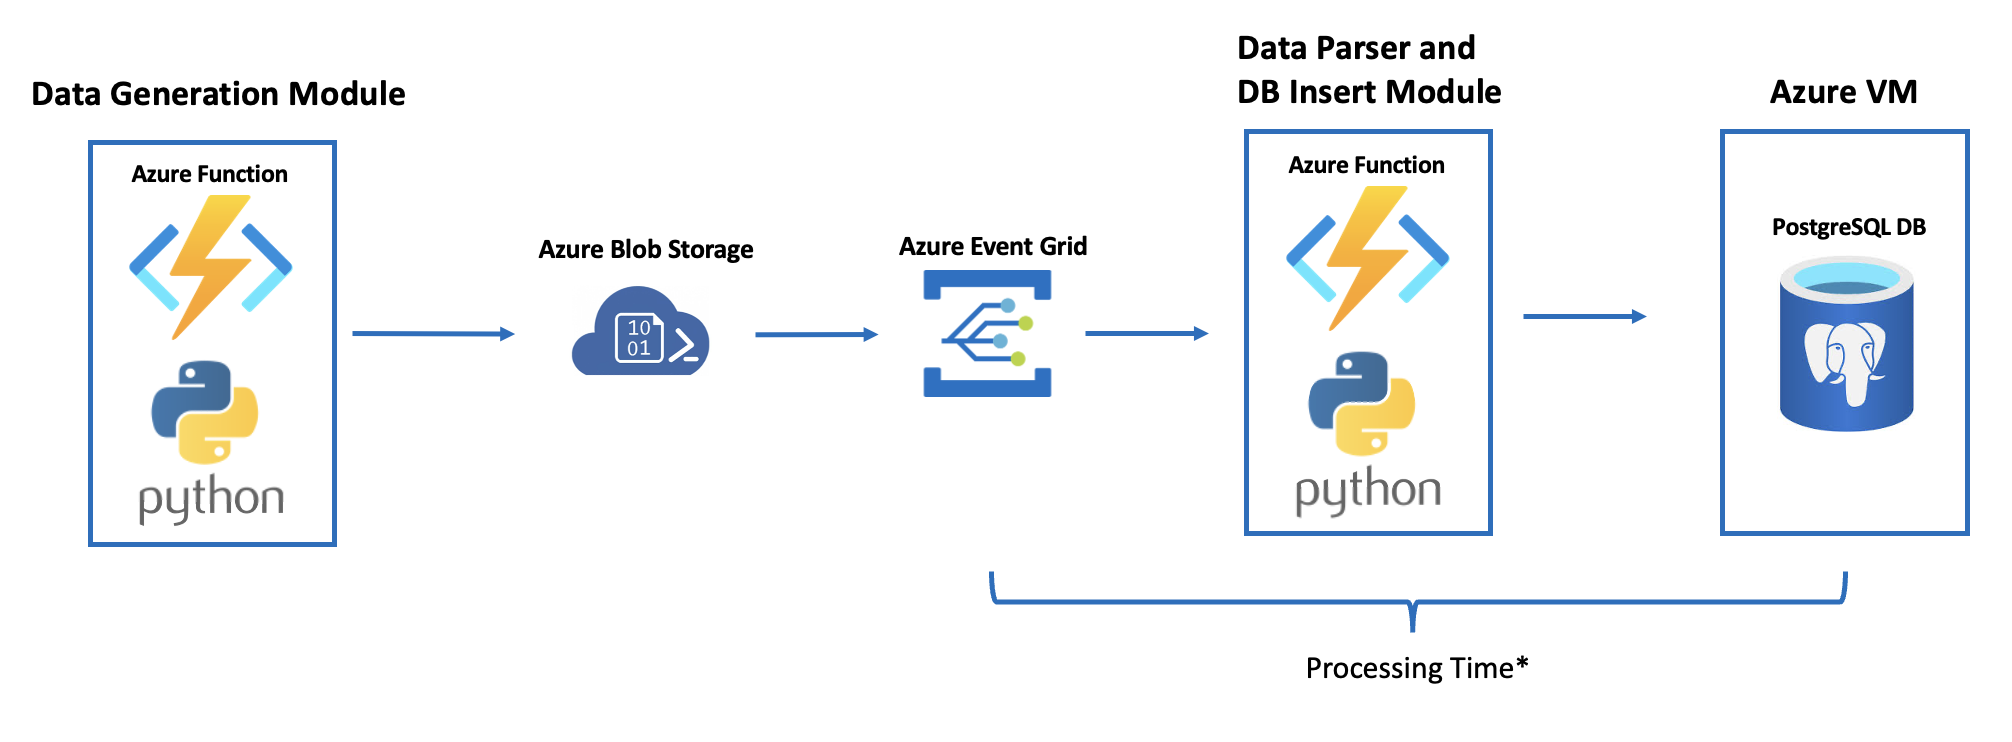 Data Generation Module
Azure Function
python
Azure Blob Storage
10
01
Azure Event Grid
Data Parser and
DB Insert Module
Azure Function
python
Azure VM
PostgreSQL DB
Processing Time*